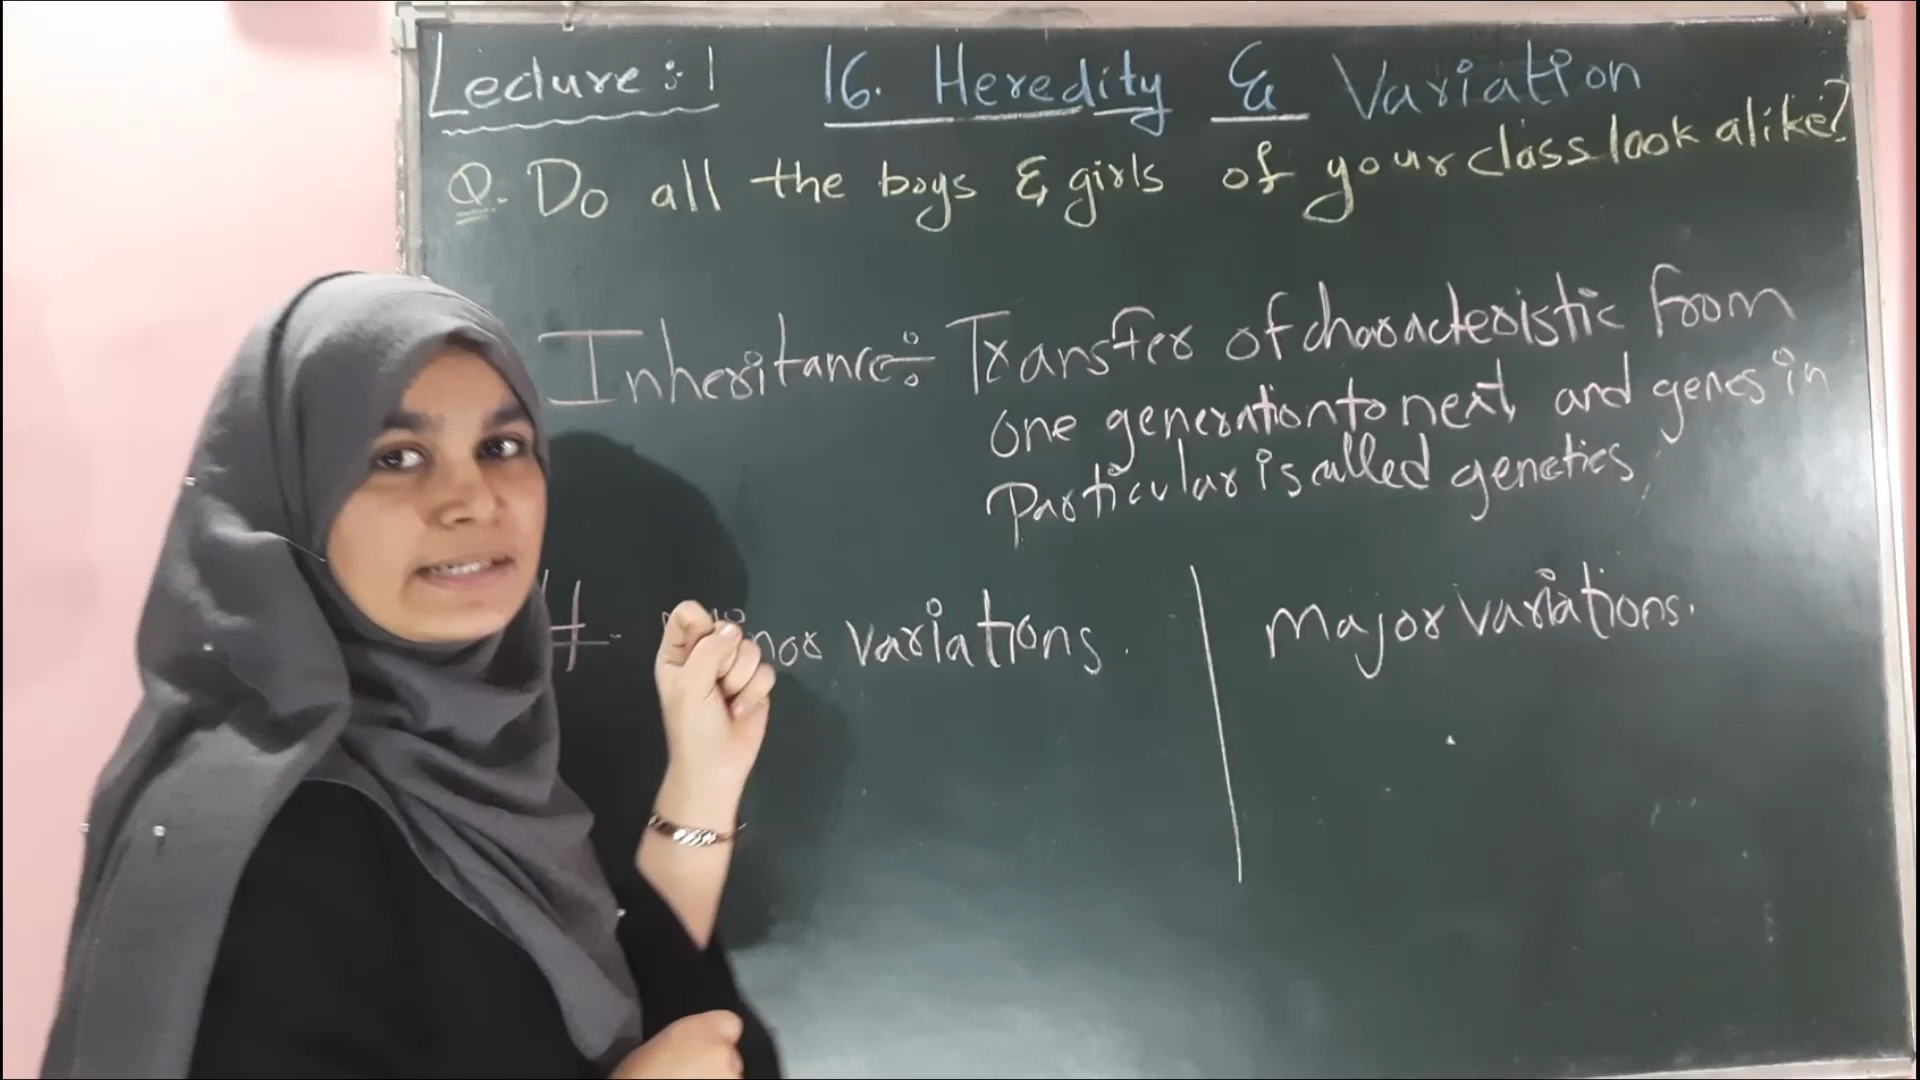 Lecture: 1 16. Heredity & Variation
Q. Do all the boys & girls of your class look alike?
Inheritance:- Transfer of characteristic from
one generation to next, and genes in
Particular is called genetics,
# variations. Major variations.